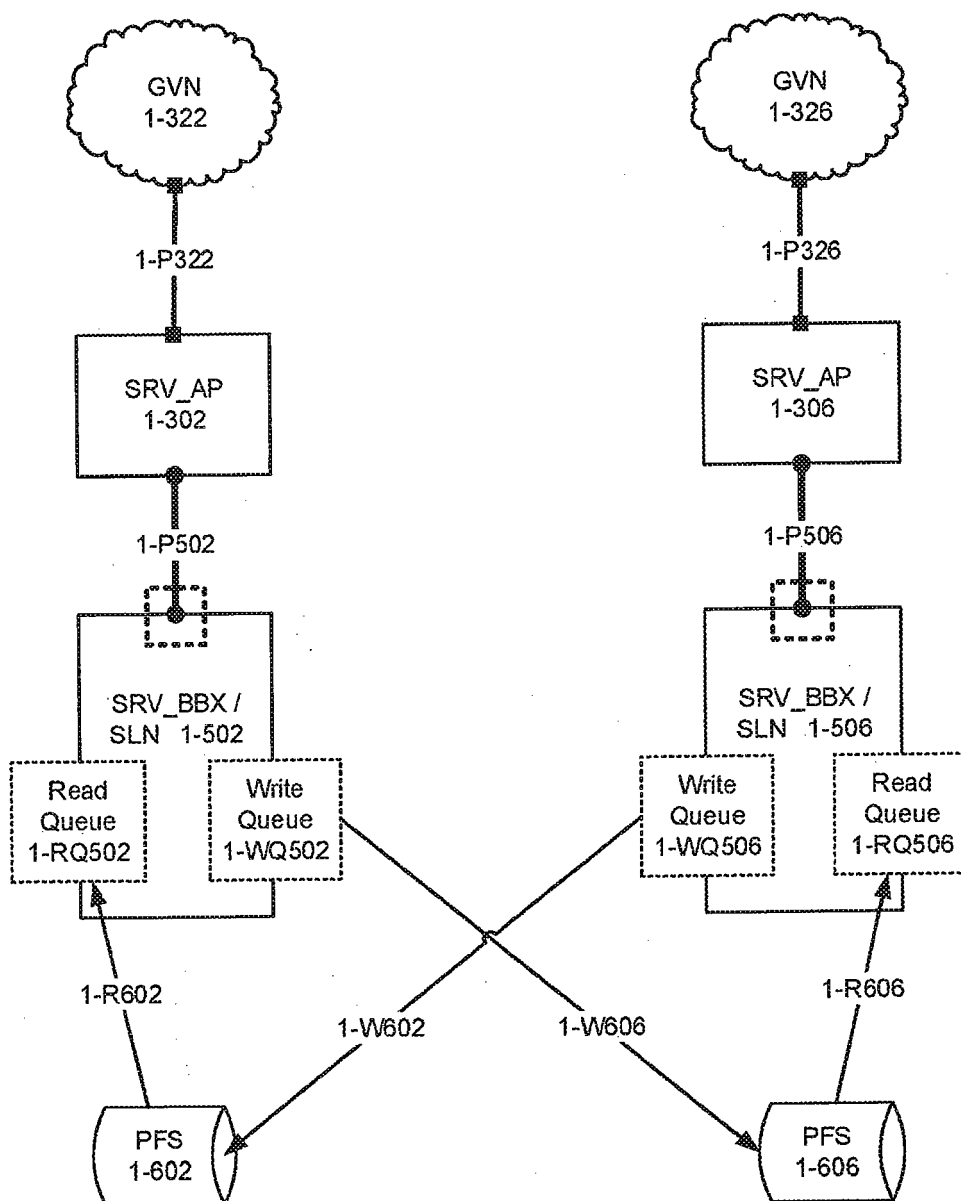 GVN
1-322
GVN
1-326
1-P322
1-P326
SRV_AP
1-302
SRV_AP
1-306
1-P502
1-P506
SRV_BBX /
SLN 1-502
SRV_BBX /
SLN 1-506
Read
Queue
1-RQ502
Write
Queue
1-WQ502
Write
Queue
1-WQ506
Read
Queue
1-RQ506
1-R602
1-W602
1-W606
1-R606
PFS
1-602
PFS
1-606